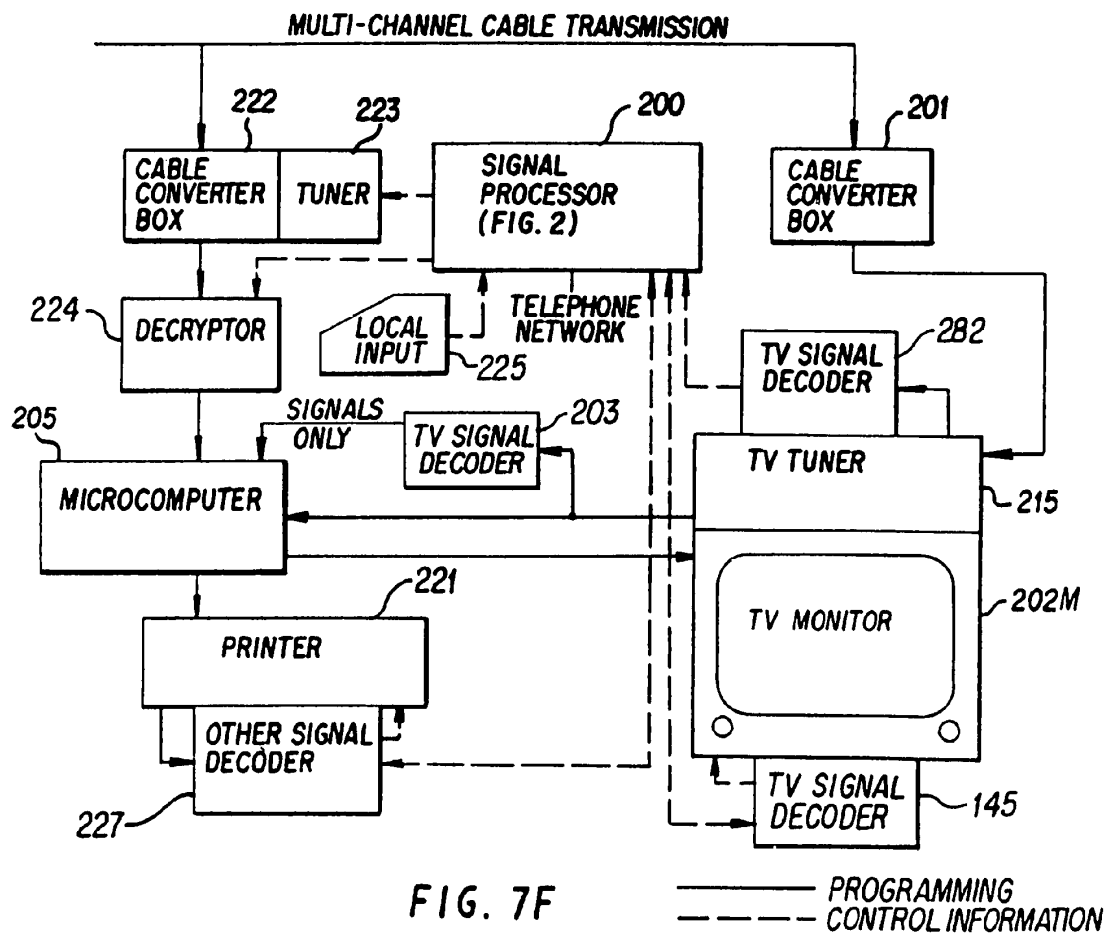 MULTI-CHANNEL CABLE TRANSMISSION
222
223
200
201
CABLE
CONVERTER
BOX
TUNER
SIGNAL
PROCESSOR
(FIG. 2)
CABLE
CONVERTER
BOX
224
DECRYPTOR
LOCAL
INPUT
225
TELEPHONE
NETWORK
282
TV SIGNAL
DECODER
205
SIGNALS
ONLY
203
TV SIGNAL
DECODER
MICROCOMPUTER
TV TUNER
215
221
PRINTER
TV MONITOR
202M
OTHER SIGNAL
DECODER
227
TV SIGNAL
DECODER
145
FIG. 7F
PROGRAMMING
CONTROL INFORMATION